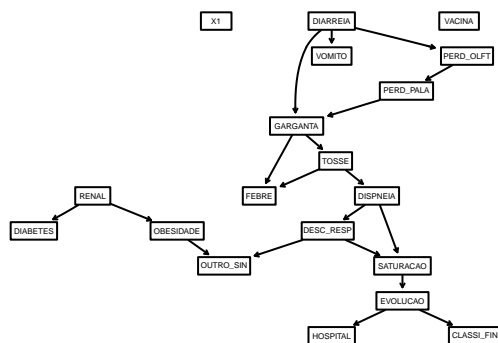 X1
DIARREIA
VACINA
VOMITO
PERD_OLFT
PERD_PALA
GARGANTA
TOSSE
RENAL
FEBRE
DISPNEIA
DIABETES
OBESIDADE
DESC_RESP
OUTRO_SIN
SATURACAO
EVOLUCAO
HOSPITAL
CLASSI_FIN